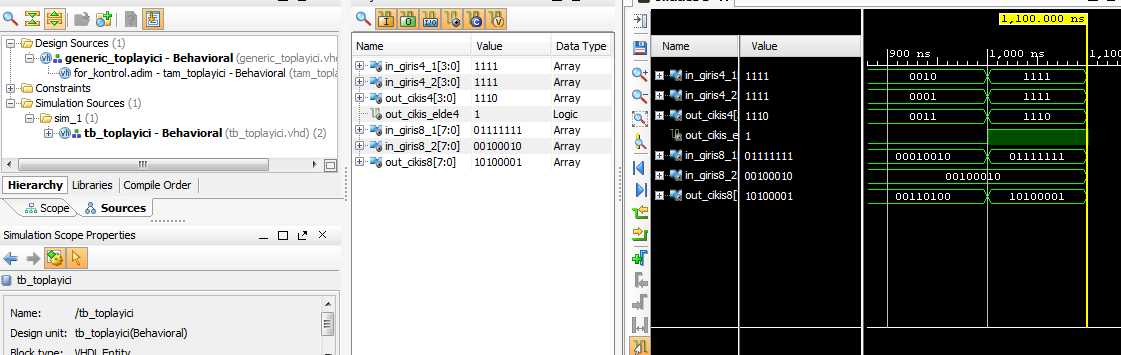 Design Sources (1)
generic_toplayici - Behavioral (generic_toplayici.vh
for_kontrol.adim - tam_toplayici - Behavioral (tam_toplay
Constraints
Simulation Sources (1)
sim_1 (1)
tb_toplayici - Behavioral (tb_toplayici.vhd) (2)
Hierarchy Libraries Compile Order
Scope Sources
Simulation Scope Properties
tb_toplayici
Name: /tb_toplayici
Design unit: tb_toplayici(Behavioral)
Block type: VHDL Entity
Name Value Data Type
in_giris4_1[3:0] 1111 Array
in_giris4_2[3:0] 1111 Array
out_cikis4[3:0] 1110 Array
out_cikis_elde4 1 Logic
in_giris8_1[7:0] 01111111 Array
in_giris8_2[7:0] 00100010 Array
out_cikis8[7:0] 10100001 Array
1,100.000 ns
Name Value 900 ns 1,000 ns 1,100
in_giris4_1 1111 0010 1111
in_giris4_2 1111 0001 1111
out_cikis4[ 1110 0011 1110
out_cikis_e 1
in_giris8_1 01111111 00010010 01111111
in_giris8_2 00100010 00100010
out_cikis8[ 10100001 00110100 10100001